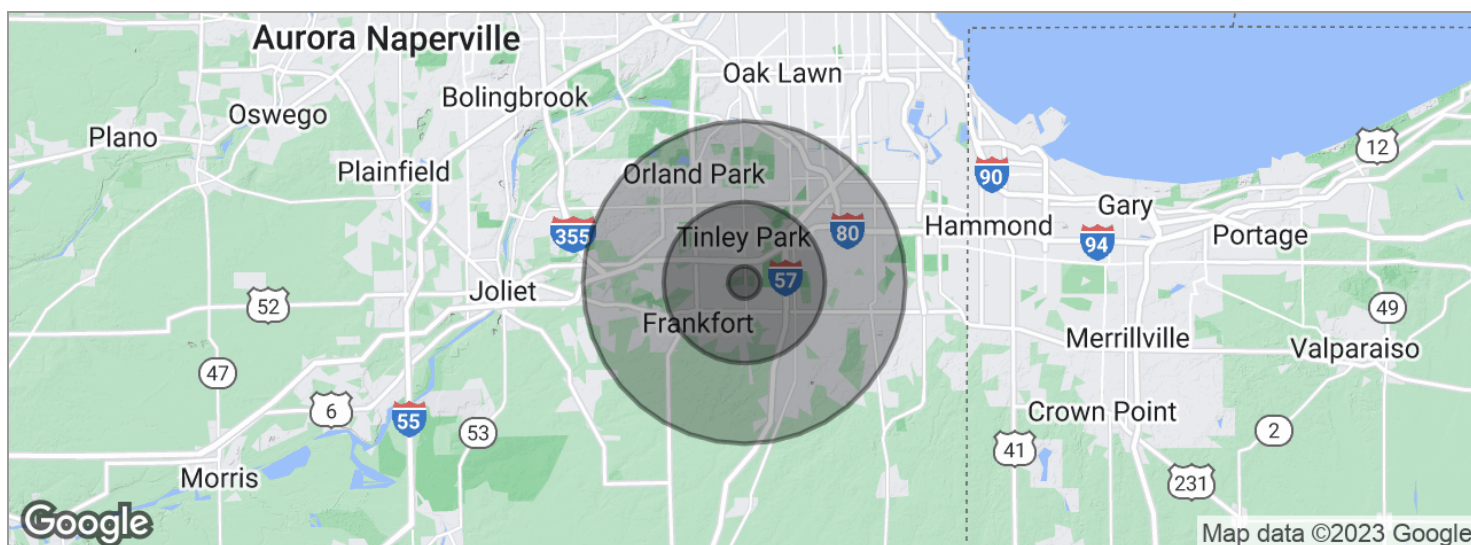 Aurora Naperville
Oak Lawn
Bolingbrook
Oswego
Plano
12
Plainfield
Orland Park
90
Gary
355
Tinley Park
80
Hammond
94
Portage
57
Joliet
52
49
Frankfort
Merrillville
Valparaiso
47
6
55
Crown Point
53
41
2
Morris
231
Google
Map data ©2023 Google